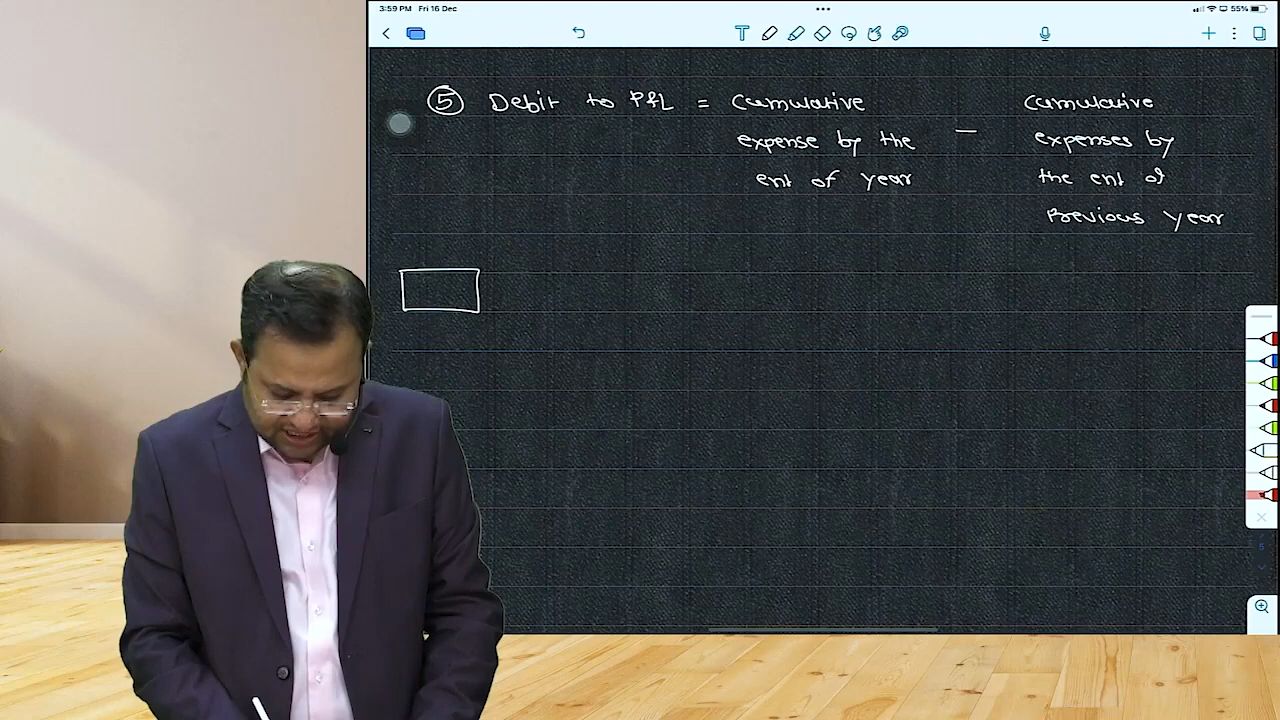 3:59 PM Fri 16 Dec
55%
5 Debit to P&L = Cumulative expense by the end of year — Cumulative expenses by the end of Previous year
T
5